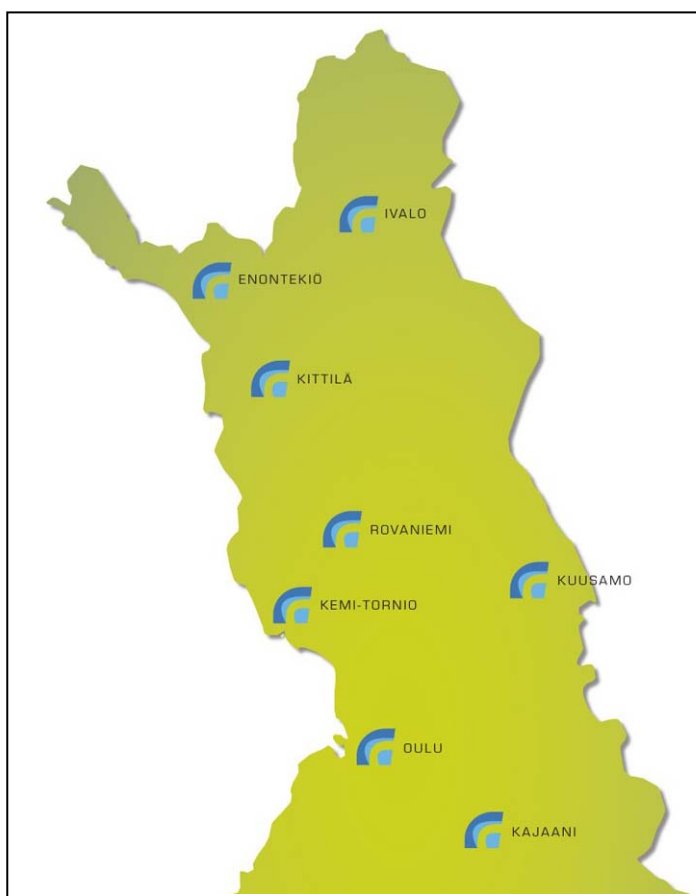 IVALO
ENONTEKIÖ
KITTILÄ
ROVANIEMI
KUUSAMO
KEMI-TORNIO
OULU
KAJAANI